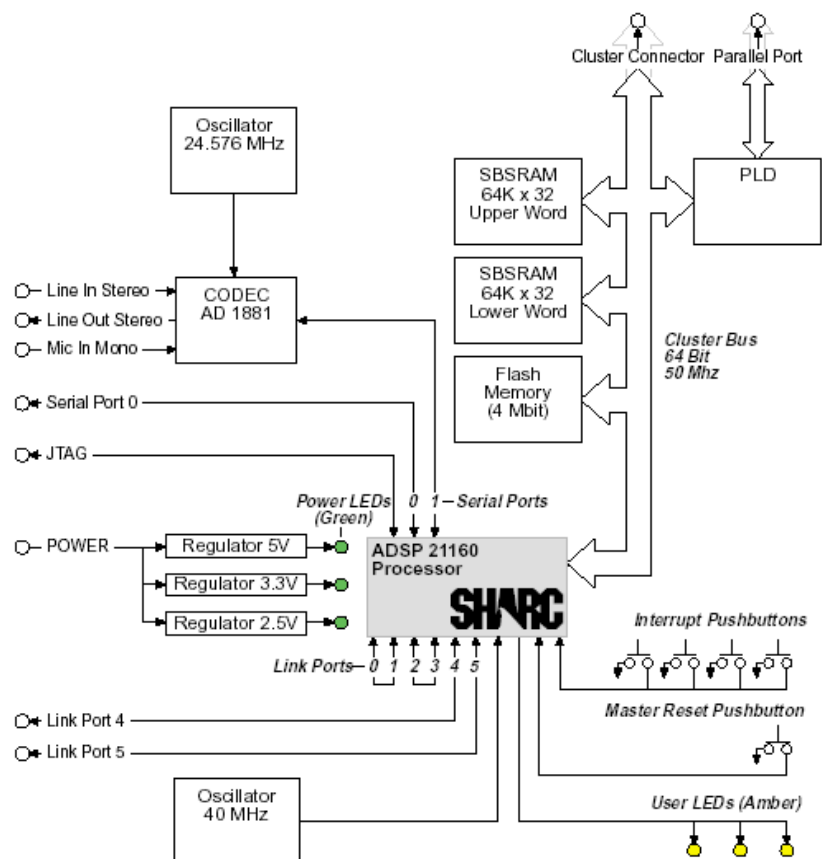 Cluster Connector
Parallel Port
Oscillator
24.576 MHz
SBSRAM
64K x 32
Upper Word
PLD
Line In Stereo
Line Out Stereo
Mic In Mono
CODEC
AD 1881
SBSRAM
64K x 32
Lower Word
Cluster Bus
64 Bit
50 Mhz
Flash
Memory
(4 Mbit)
Serial Port 0
JTAG
Power LEDs
(Green)
0 1 Serial Ports
POWER
Regulator 5V
Regulator 3.3V
Regulator 2.5V
ADSP 21160
Processor
SHARC
Interrupt Pushbuttons
Link Ports 0 1 2 3 4 5
Master Reset Pushbutton
Link Port 4
Link Port 5
Oscillator
40 MHz
User LEDs (Amber)